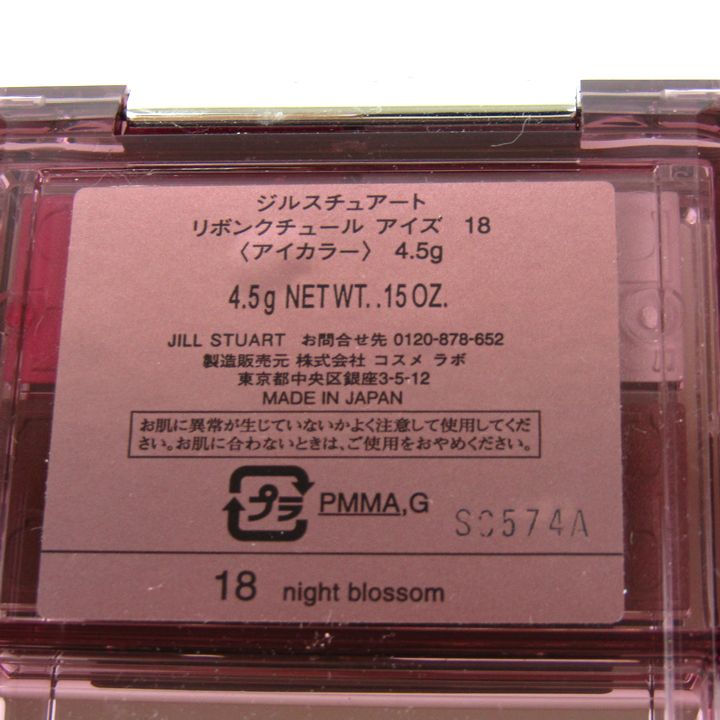 ジルスチュアート
リボンクチュール アイズ 18
〈アイカラー〉 4.5g
4.5g NET WT. .15 OZ.
JILL STUART お問合せ先 0120-878-652
製造販売元 株式会社 コスメ ラボ
東京都中央区銀座3-5-12
MADE IN JAPAN
お肌に異常が生じていないかよく注意して使用してくだ
さい。お肌に合わないときは、ご使用をおやめください。
プラ PMMA,G
SC574A
18 night blossom